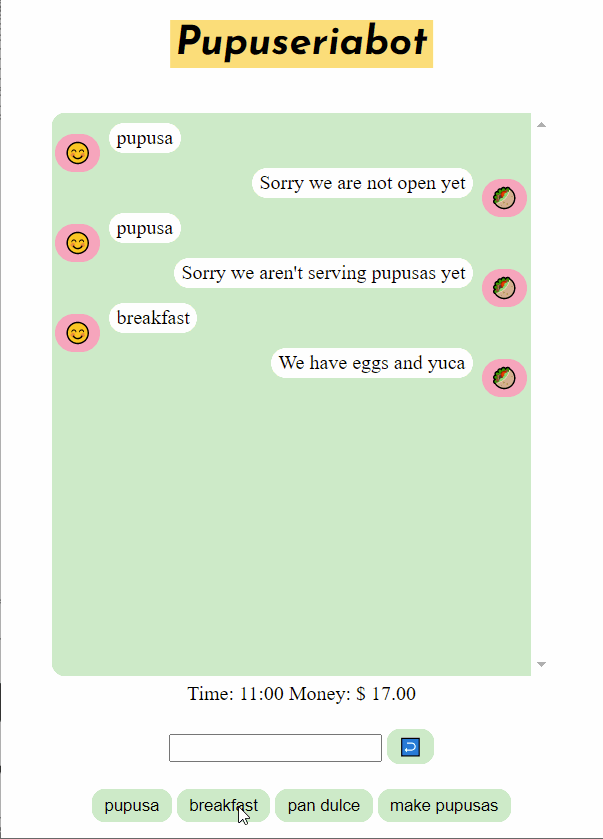 Pupuseriabot
pupusa
Sorry we are not open yet
pupusa
Sorry we aren't serving pupusas yet
breakfast
We have eggs and yuca
Time: 11:00 Money: $ 17.00
pupusa breakfast pan dulce make pupusas